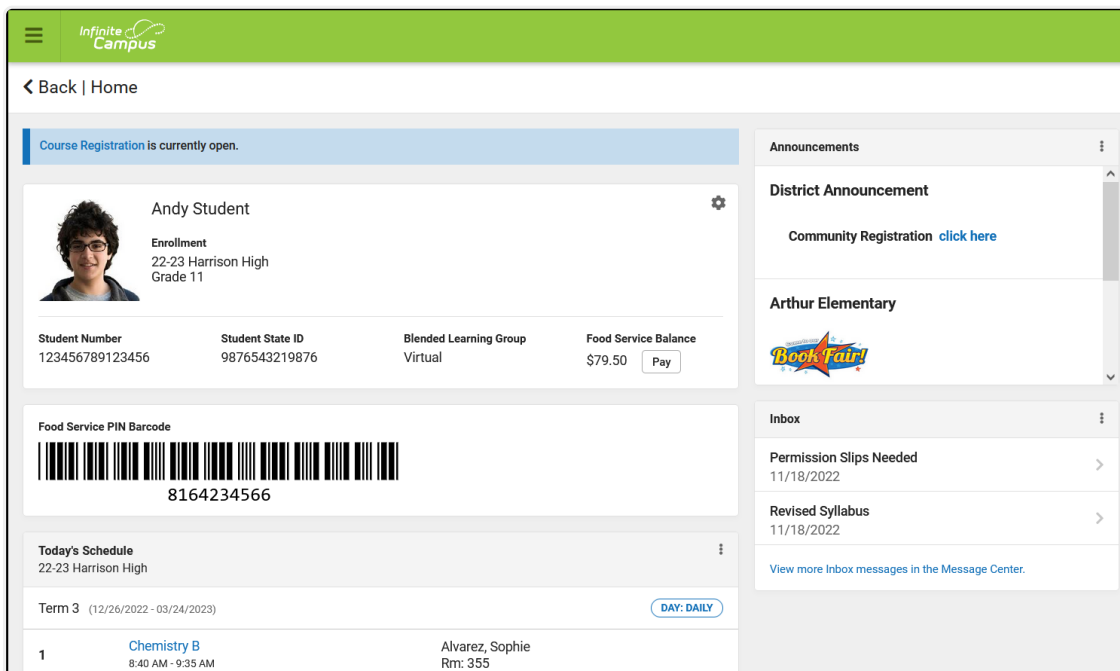 Infinite
Campus
Back | Home
Course Registration is currently open.
Andy Student
Enrollment
22-23 Harrison High
Grade 11
Student Number
123456789123456
Student State ID
9876543219876
Blended Learning Group
Virtual
Food Service Balance
$79.50 Pay
Food Service PIN Barcode
8164234566
Today's Schedule
22-23 Harrison High
Term 3 (12/26/2022 - 03/24/2023) DAY: DAILY
1 Chemistry B
8:40 AM - 9:35 AM
Alvarez, Sophie
Rm: 355
Announcements
District Announcement
Community Registration click here
Arthur Elementary
Book Fair!
Inbox
Permission Slips Needed
11/18/2022
Revised Syllabus
11/18/2022
View more Inbox messages in the Message Center.